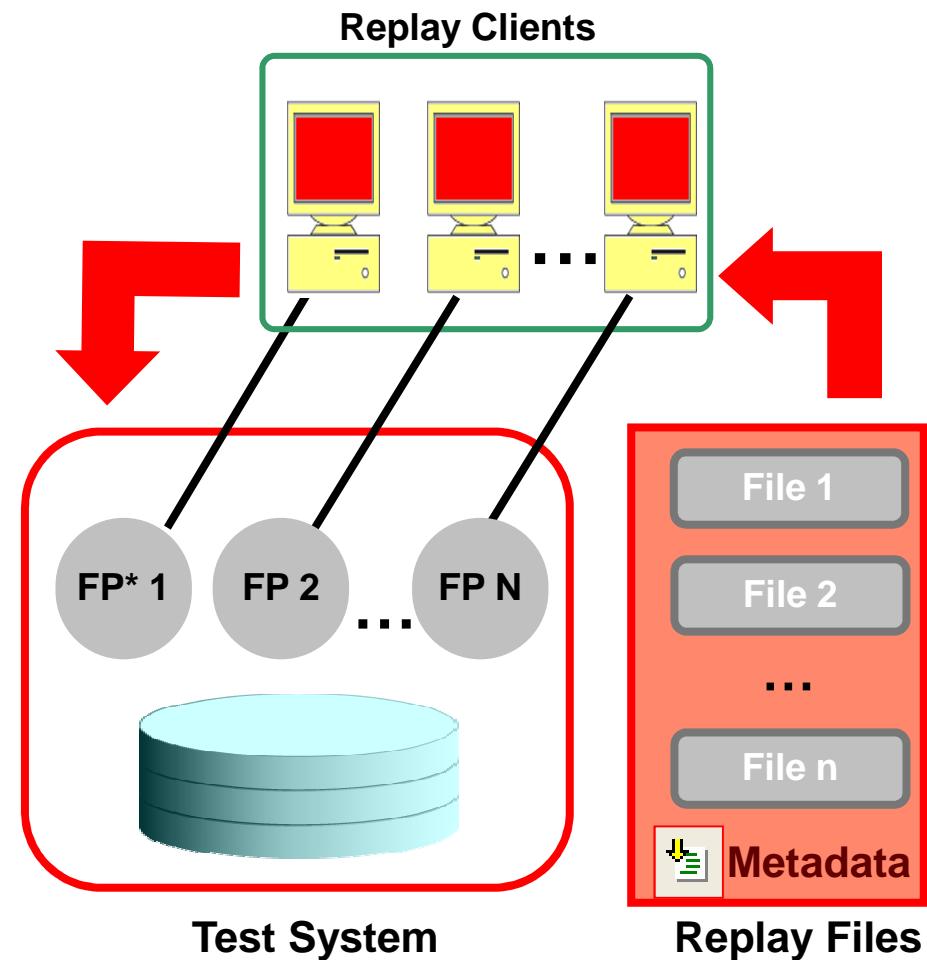 Replay Clients
...
FP* 1
FP 2
...
FP N
File 1
File 2
...
File n
Metadata
Test System
Replay Files